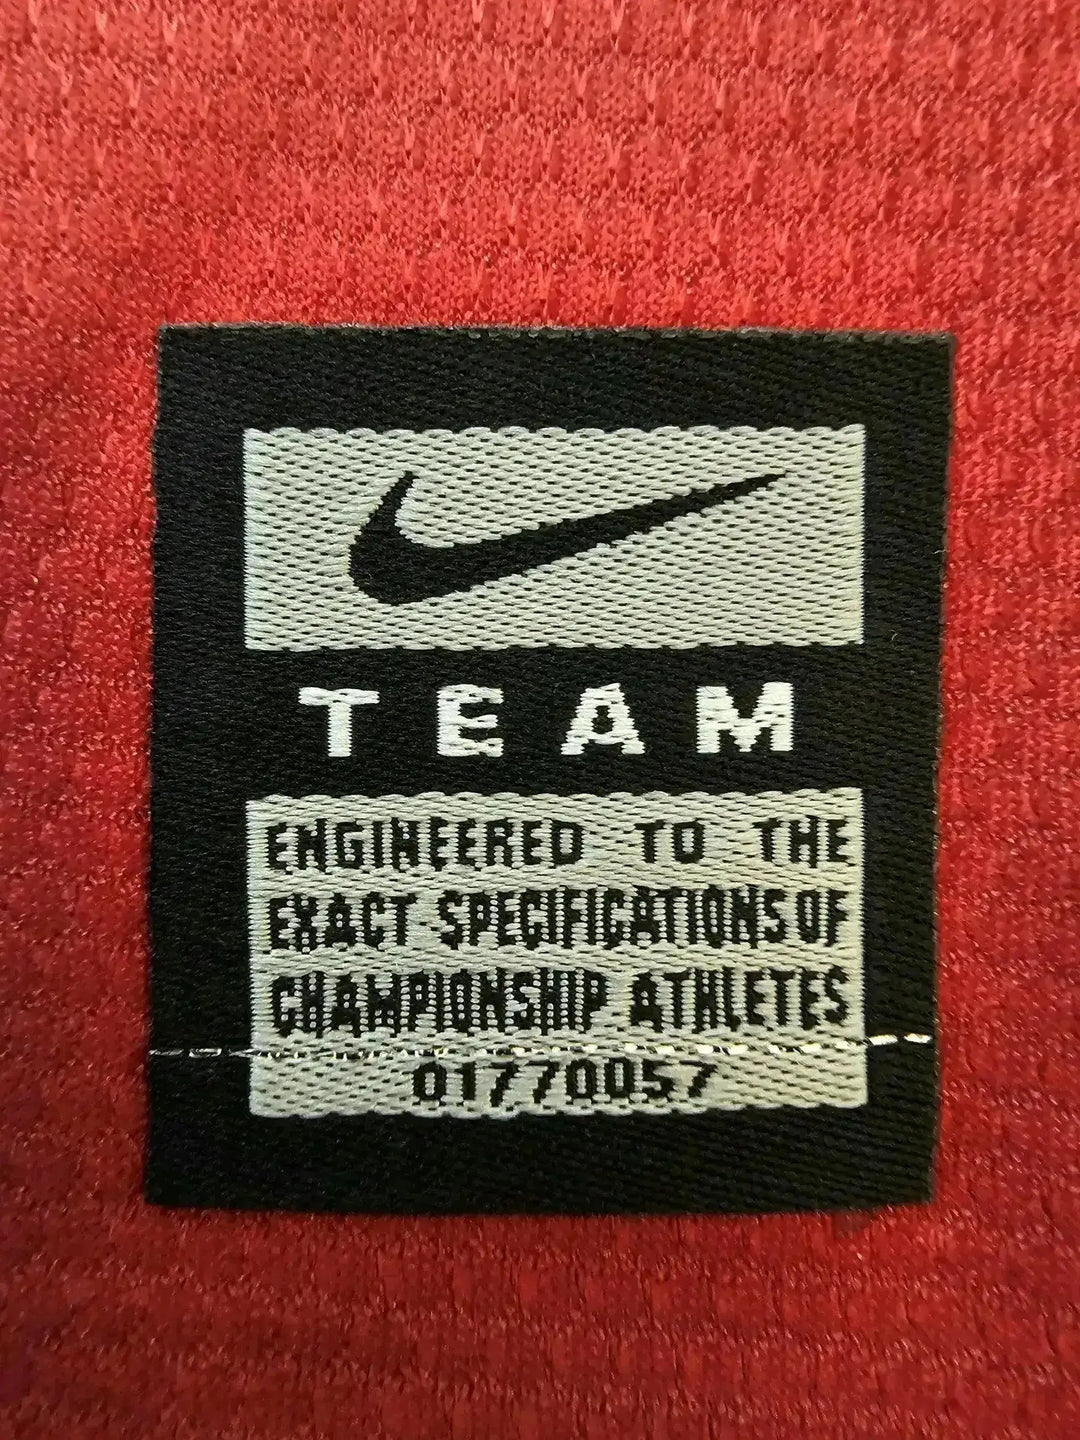 TEAM
ENGINEERED TO THE
EXACT SPECIFICATIONS OF
CHAMPIONSHIP ATHLETES
01770057